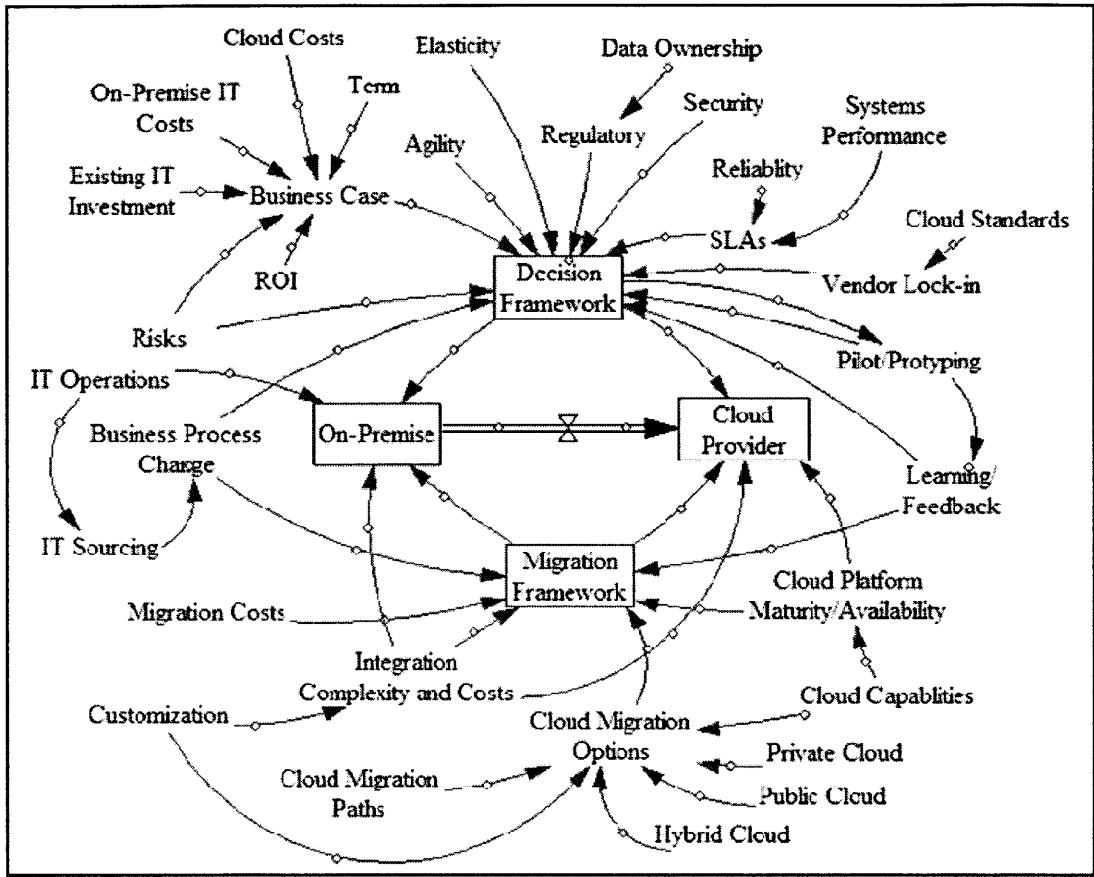 Cloud Costs
Elasticity
Data Ownership
On-Premise IT
Costs
Term
Security
Systems
Performance
Agility
Regulatory
Existing IT
Investment
Business Case
Reliablity
SLAs
Cloud Standards
ROI
Decision
Framework
Vendor Lock-in
Risks
Pilot/Protyping
IT Operations
Business Process
Change
On-Premise
Cloud
Provider
Learning/
Feedback
IT Sourcing
Migration
Framework
Cloud Platform
Maturity/Availability
Migration Costs
Integration
Complexity and Costs
Cloud Capablities
Customization
Cloud Migration
Options
Private Cloud
Cloud Migration
Paths
Public Cloud
Hybrid Cloud